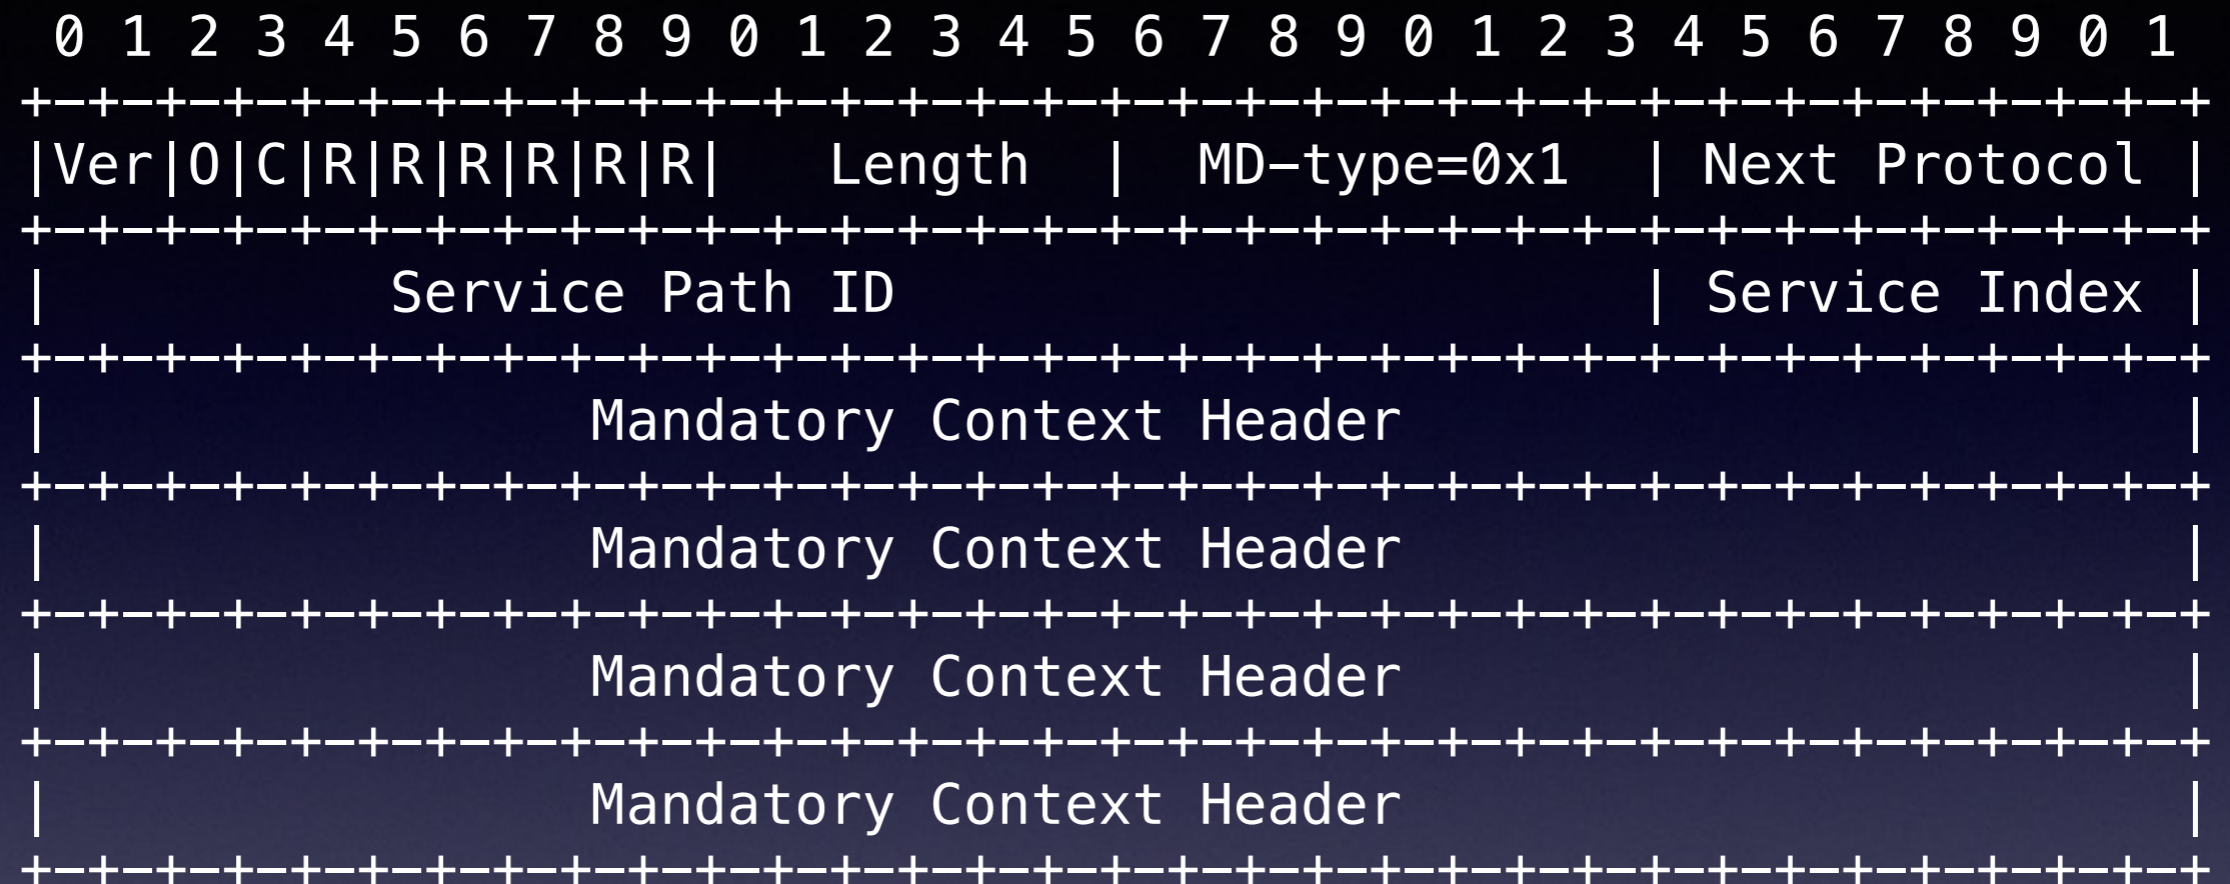 0 1 2 3 4 5 6 7 8 9 0 1 2 3 4 5 6 7 8 9 0 1 2 3 4 5 6 7 8 9 0 1
+-+-+-+-+-+-+-+-+-+-+-+-+-+-+-+-+-+-+-+-+-+-+-+-+-+-+-+-+-+-+-+-+
|Ver|O|C|R|R|R|R|R|R|   Length  |  MD-type=0x1  | Next Protocol |
+-+-+-+-+-+-+-+-+-+-+-+-+-+-+-+-+-+-+-+-+-+-+-+-+-+-+-+-+-+-+-+-+
|          Service Path ID                      | Service Index |
+-+-+-+-+-+-+-+-+-+-+-+-+-+-+-+-+-+-+-+-+-+-+-+-+-+-+-+-+-+-+-+-+
|                Mandatory Context Header                       |
+-+-+-+-+-+-+-+-+-+-+-+-+-+-+-+-+-+-+-+-+-+-+-+-+-+-+-+-+-+-+-+-+
|                Mandatory Context Header                       |
+-+-+-+-+-+-+-+-+-+-+-+-+-+-+-+-+-+-+-+-+-+-+-+-+-+-+-+-+-+-+-+-+
|                Mandatory Context Header                       |
+-+-+-+-+-+-+-+-+-+-+-+-+-+-+-+-+-+-+-+-+-+-+-+-+-+-+-+-+-+-+-+-+
|                Mandatory Context Header                       |
+-+-+-+-+-+-+-+-+-+-+-+-+-+-+-+-+-+-+-+-+-+-+-+-+-+-+-+-+-+-+-+-+